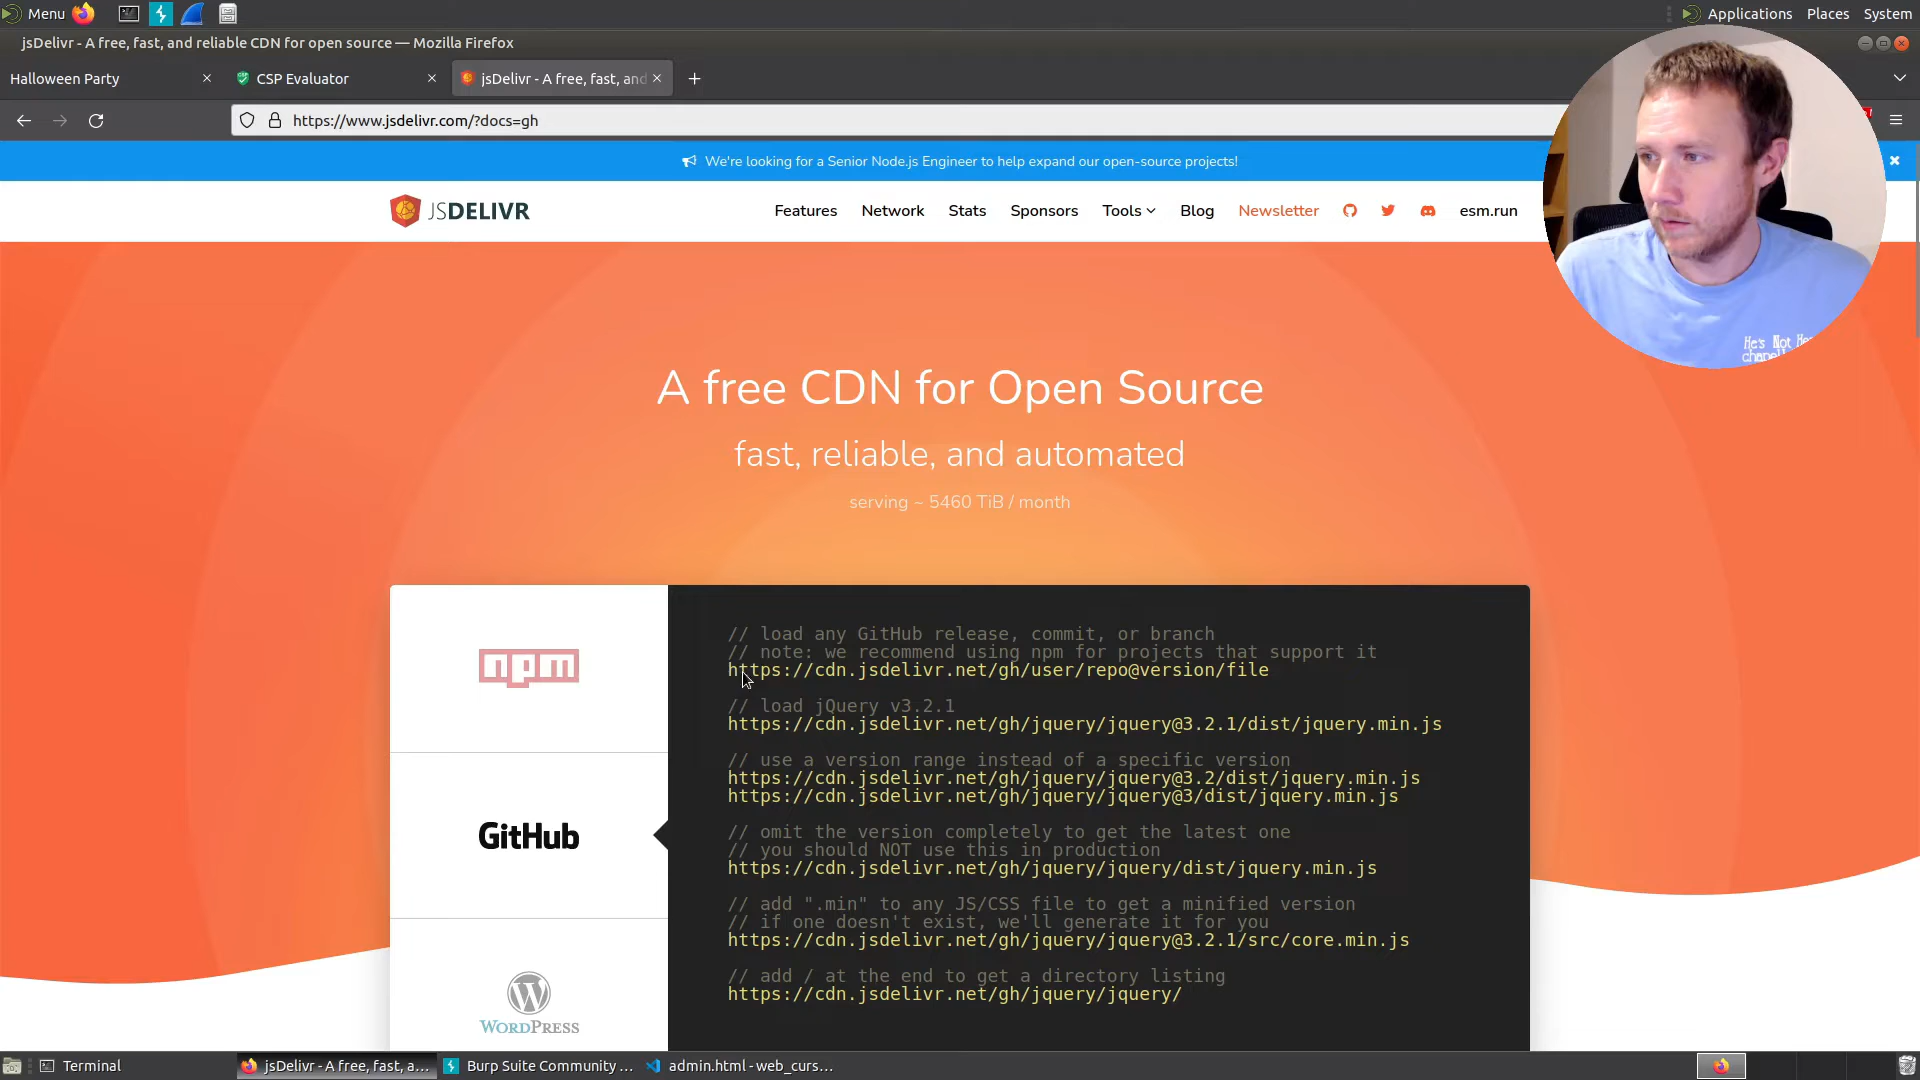 Menu
Applications Places System
jsDelivr - A free, fast, and reliable CDN for open source — Mozilla Firefox
Halloween Party
CSP Evaluator
jsDelivr - A free, fast, and
https://www.jsdelivr.com/?docs=gh
We're looking for a Senior Node.js Engineer to help expand our open-source projects!
JSDELIVR
Features Network Stats Sponsors Tools Blog Newsletter esm.run
He's Not
A free CDN for Open Source
fast, reliable, and automated
serving ~ 5460 TiB / month
npm
GitHub
WORDPRESS
// load any GitHub release, commit, or branch
// note: we recommend using npm for projects that support it
https://cdn.jsdelivr.net/gh/user/repo@version/file
// load jQuery v3.2.1
https://cdn.jsdelivr.net/gh/jquery/jquery@3.2.1/dist/jquery.min.js
// use a version range instead of a specific version
https://cdn.jsdelivr.net/gh/jquery/jquery@3.2/dist/jquery.min.js
https://cdn.jsdelivr.net/gh/jquery/jquery@3/dist/jquery.min.js
// omit the version completely to get the latest one
// you should NOT use this in production
https://cdn.jsdelivr.net/gh/jquery/jquery/dist/jquery.min.js
// add ".min" to any JS/CSS file to get a minified version
// if one doesn't exist, we'll generate it for you
https://cdn.jsdelivr.net/gh/jquery/jquery@3.2.1/src/core.min.js
// add / at the end to get a directory listing
https://cdn.jsdelivr.net/gh/jquery/jquery/
Terminal
jsDelivr - A free, fast, a...
Burp Suite Community ...
admin.html - web_curs...